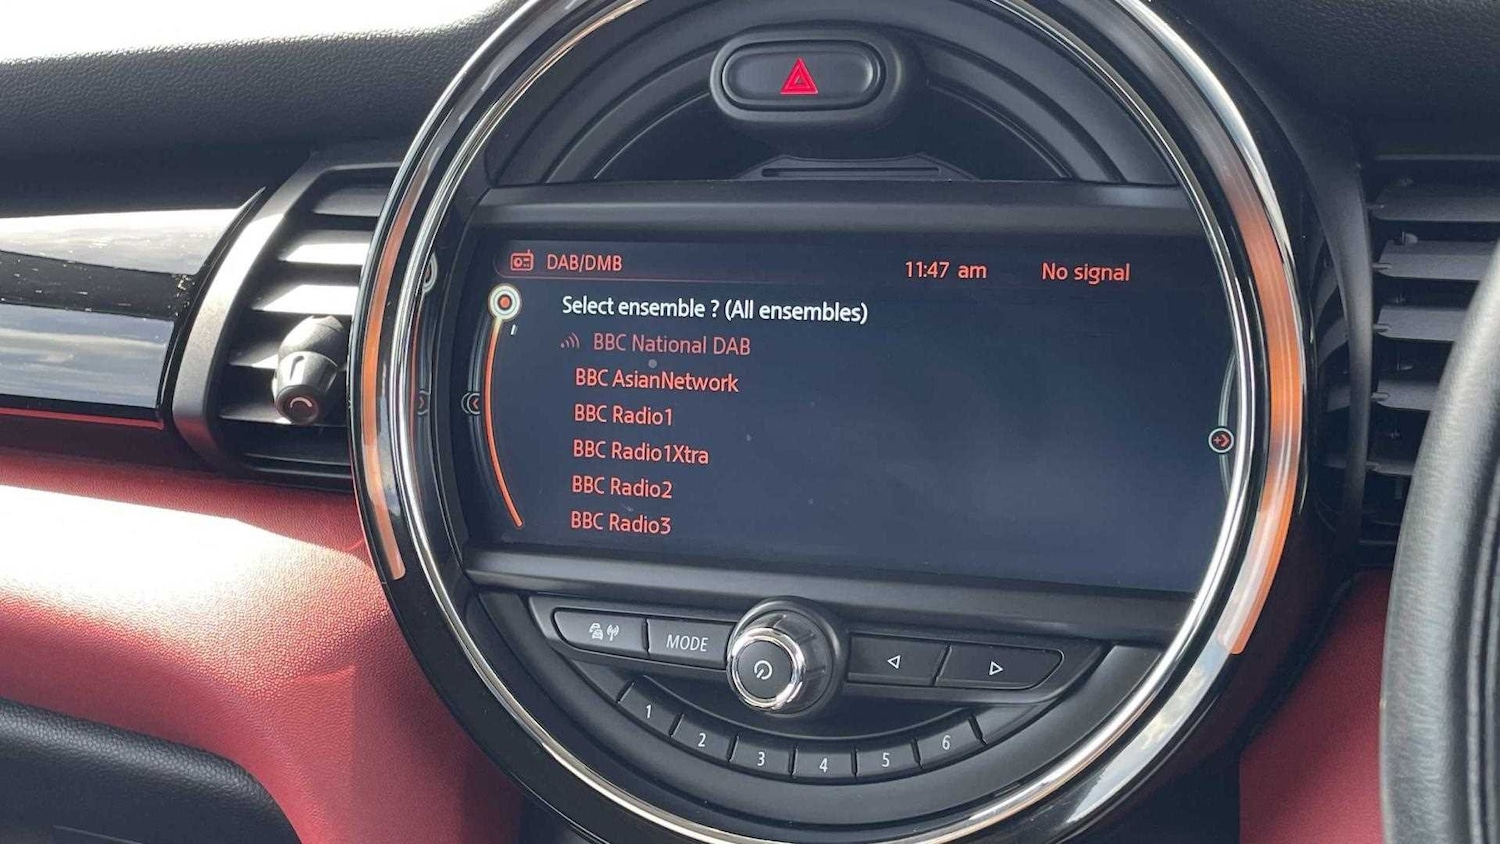 DAB/DMB 11:47 am No signal
Select ensemble ? (All ensembles)
BBC National DAB
BBC AsianNetwork
BBC Radio1
BBC Radio1Xtra
BBC Radio2
BBC Radio3
MODE
1 2 3 4 5 6